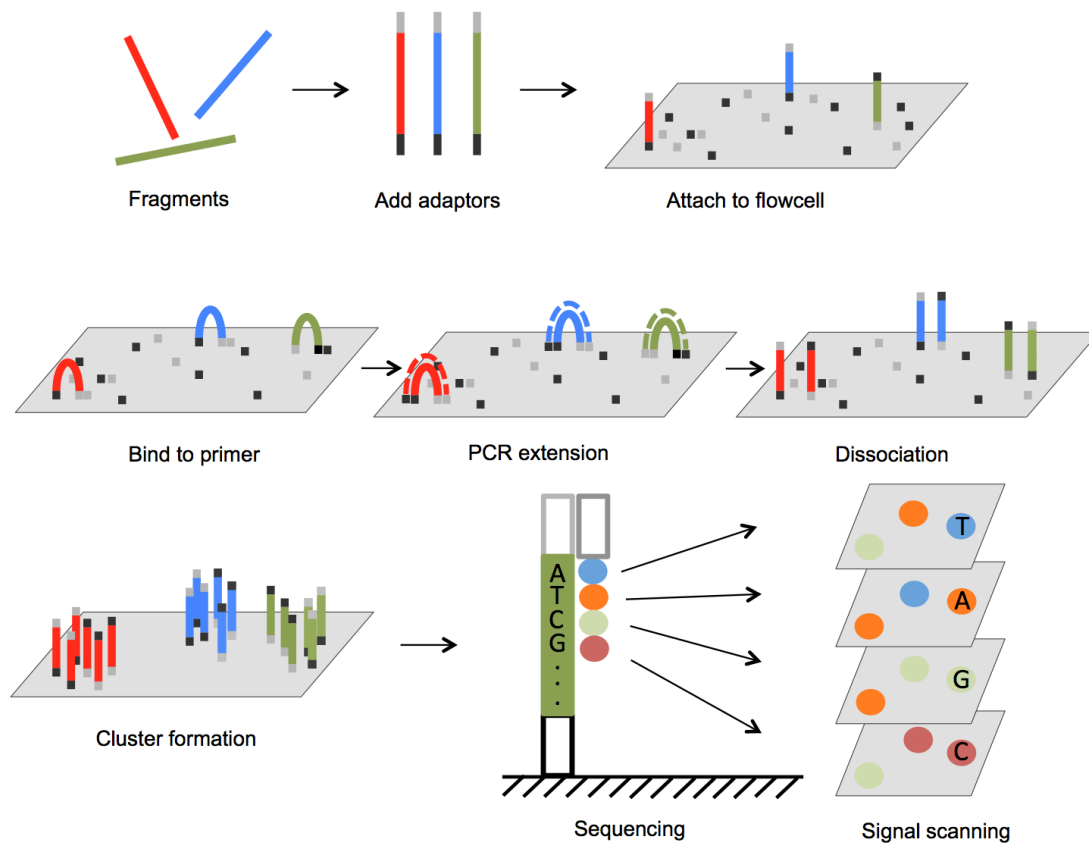 Fragments
Add adaptors
Attach to flowcell
Bind to primer
PCR extension
Dissociation
A
T
C
G
.
.
.
T
A
G
C
Cluster formation
Sequencing
Signal scanning